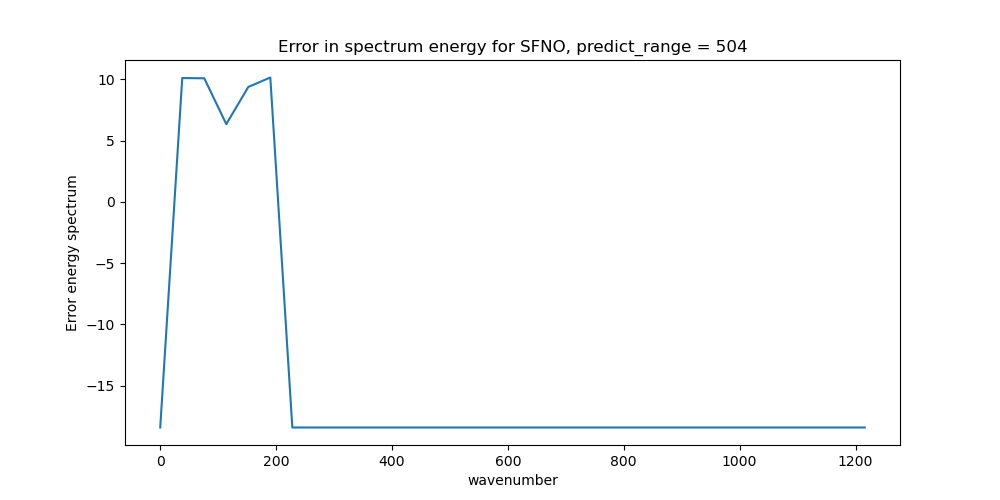 Error in spectrum energy for SFNO, predict_range = 504
Error energy spectrum
10
5
0
−5
−10
−15
0 200 400 600 800 1000 1200
wavenumber